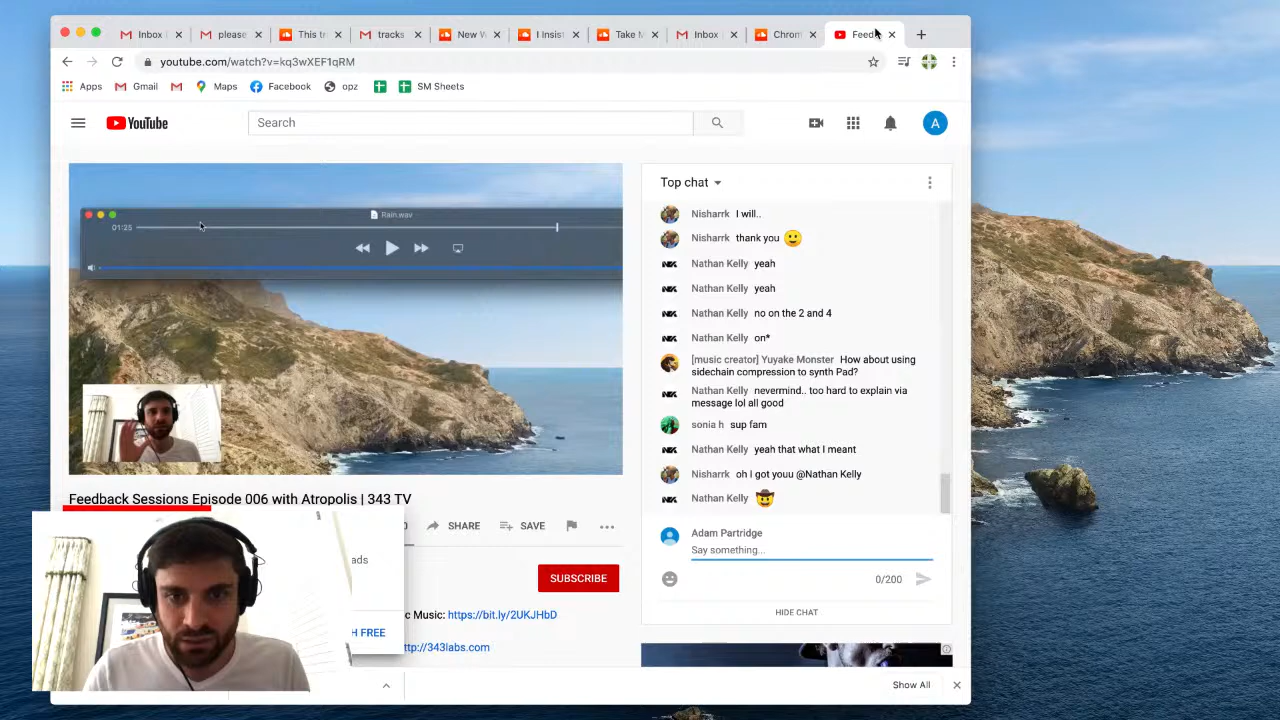 Inbox (
please
This tr
tracks
New W
I Insist
Take M
Inbox
Chrom
Feedb
youtube.com/watch?v=kq3wXEF1qRM
Apps
Gmail
Maps
Facebook
opz
SM Sheets
YouTube
Search
A
Rain.wav
01:25
Top chat
Nisharrk I will..
Nisharrk thank you
Nathan Kelly yeah
Nathan Kelly yeah
Nathan Kelly no on the 2 and 4
Nathan Kelly on*
[music creator] Yuyake Monster How about using
sidechain compression to synth Pad?
Nathan Kelly nevermind.. too hard to explain via
message lol all good
sonia h sup fam
Nathan Kelly yeah that what I meant
Nisharrk oh i got youu @Nathan Kelly
Nathan Kelly
Adam Partridge
Say something...
0/200
HIDE CHAT
Feedback Sessions Episode 006 with Atropolis | 343 TV
0
SHARE
SAVE
ads
SUBSCRIBE
c Music: https://bit.ly/2UKJHbD
H FREE
ttp://343labs.com
Show All